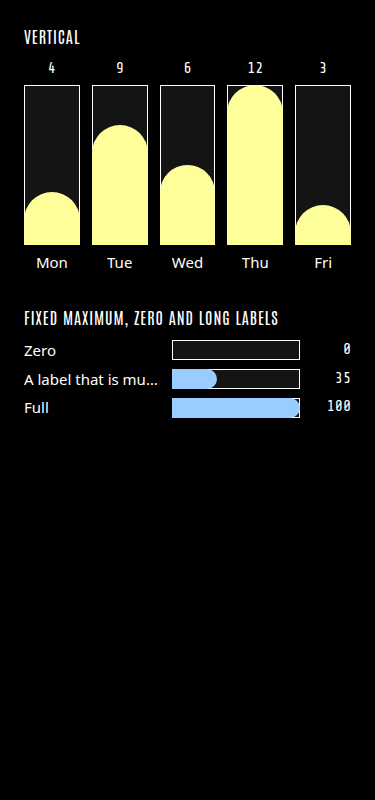 VERTICAL
4 9 6 12 3
Mon Tue Wed Thu Fri
FIXED MAXIMUM, ZERO AND LONG LABELS
Zero 0
A label that is mu... 35
Full 100